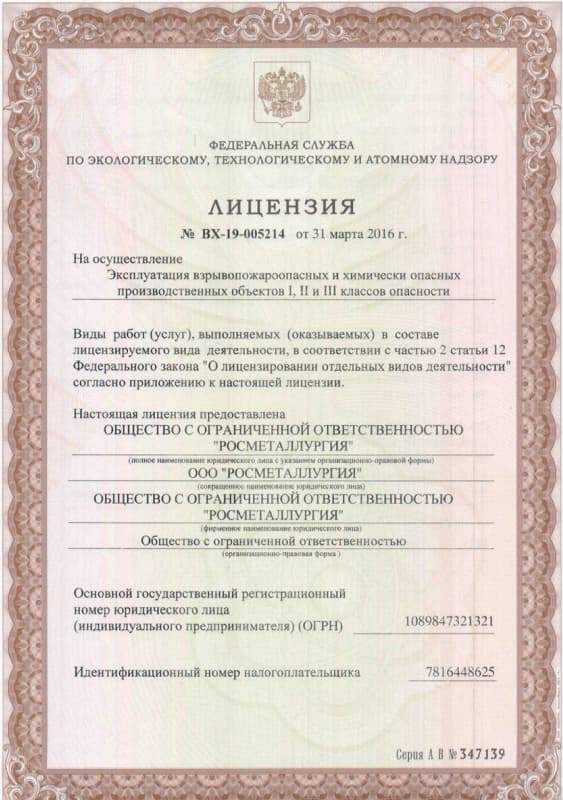 ФЕДЕРАЛЬНАЯ СЛУЖБА
ПО ЭКОЛОГИЧЕСКОМУ, ТЕХНОЛОГИЧЕСКОМУ И АТОМНОМУ НАДЗОРУ
ЛИЦЕНЗИЯ
№ ВХ-19-005214 от 31 марта 2016 г.
На осуществление
Эксплуатация взрывопожароопасных и химически опасных
производственных объектов I, II и III классов опасности
Виды работ (услуг), выполняемых (оказываемых) в составе
лицензируемого вида деятельности, в соответствии с частью 2 статьи 12
Федерального закона "О лицензировании отдельных видов деятельности"
согласно приложению к настоящей лицензии.
Настоящая лицензия предоставлена
ОБЩЕСТВО С ОГРАНИЧЕННОЙ ОТВЕТСТВЕННОСТЬЮ
"РОСМЕТАЛЛУРГИЯ"
(полное наименование юридического лица с указанием организационно-правовой формы)
ООО "РОСМЕТАЛЛУРГИЯ"
(сокращенное наименование юридического лица)
ОБЩЕСТВО С ОГРАНИЧЕННОЙ ОТВЕТСТВЕННОСТЬЮ
"РОСМЕТАЛЛУРГИЯ"
(фирменное наименование юридического лица)
Общество с ограниченной ответственностью
(организационно-правовая форма )
Основной государственный регистрационный
номер юридического лица
(индивидуального предпринимателя) (ОГРН) 1089847321321
Идентификационный номер налогоплательщика 7816448625
Серия А В № 347139